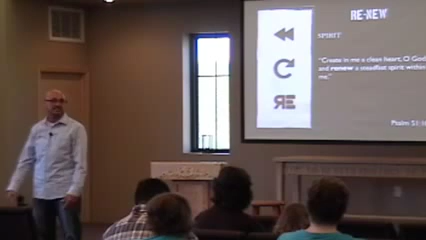 RE-NEW
SPIRIT
"Create in me a clean heart, O God
and renew a steadfast spirit within
me."
Psalm 51:10
RE